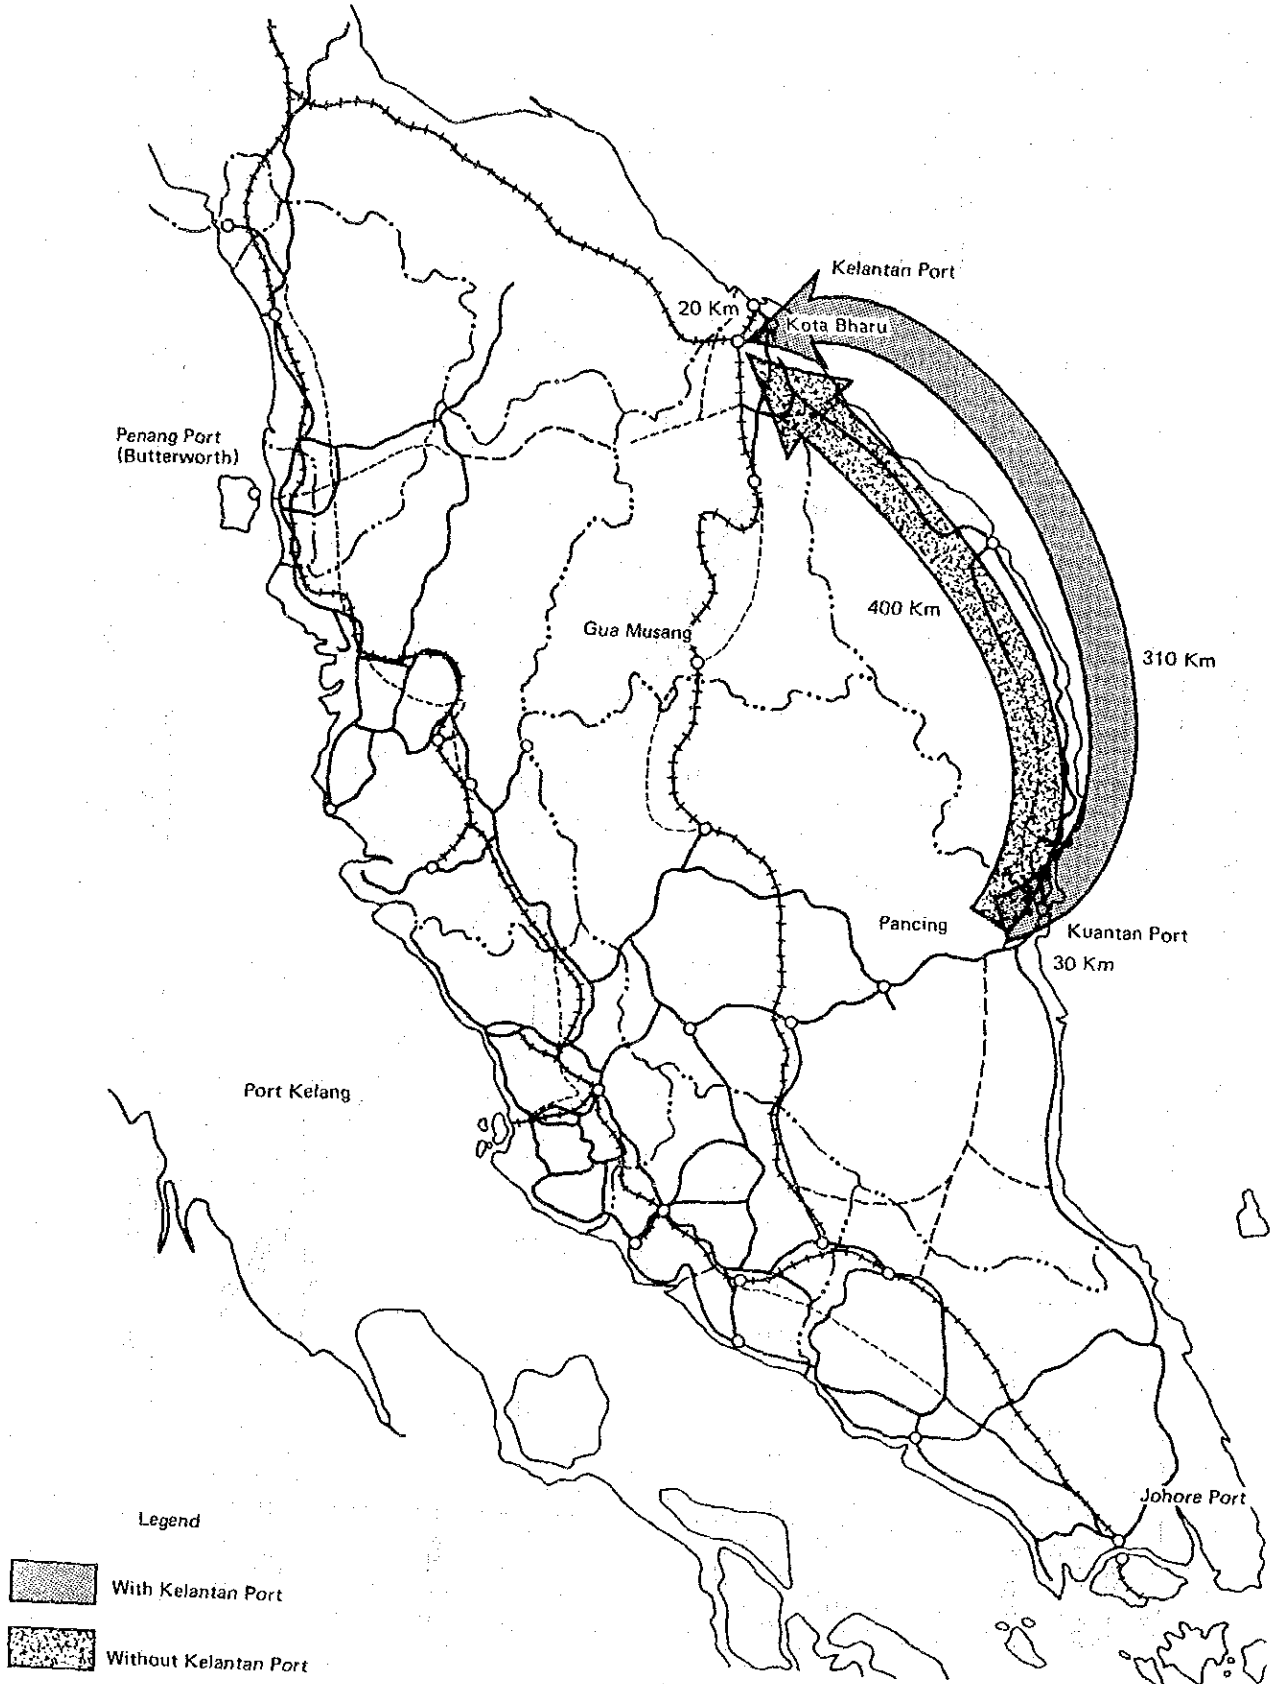 Kelantan Port
20 Km
Kota Bharu
Penang Port
(Butterworth)
400 Km
Gua Musang
310 Km
Pancing
Kuantan Port
30 Km
Port Kelang
Johore Port
Legend
With Kelantan Port
Without Kelantan Port